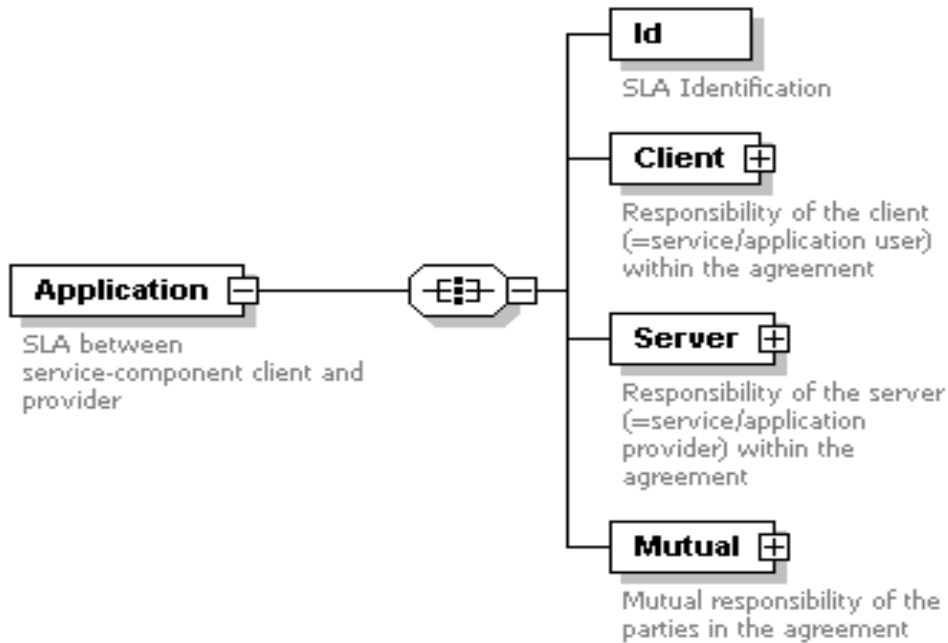 Id
SLA Identification
Client
Responsibility of the client
(=service/application user)
within the agreement
Application
SLA between
service-component client and
provider
Server
Responsibility of the server
(=service/application
provider) within the
agreement
Mutual
Mutual responsibility of the
parties in the agreement